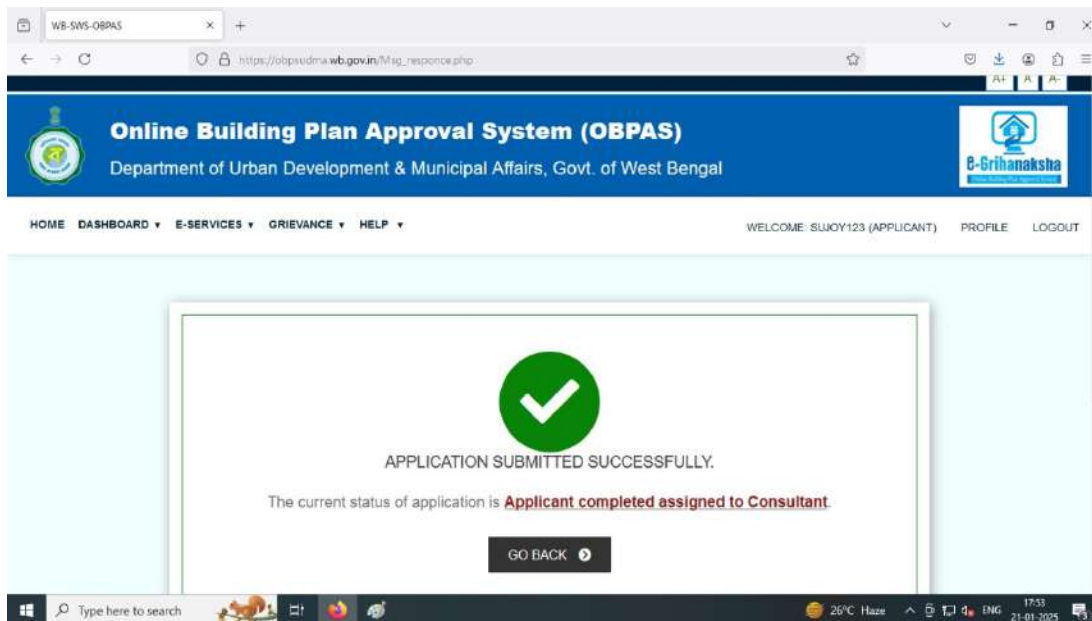 WB-SWS-OBPAS
https://obpsudma.wb.gov.in/Msg_responce.php
A+ A A-
Online Building Plan Approval System (OBPAS)
Department of Urban Development & Municipal Affairs, Govt. of West Bengal
e-Grihanaksha
HOME DASHBOARD E-SERVICES GRIEVANCE HELP
WELCOME: SUJOY123 (APPLICANT) PROFILE LOGOUT
APPLICATION SUBMITTED SUCCESSFULLY.
The current status of application is Applicant completed assigned to Consultant.
GO BACK
Type here to search
26°C Haze
ENG
17:53
21-01-2025